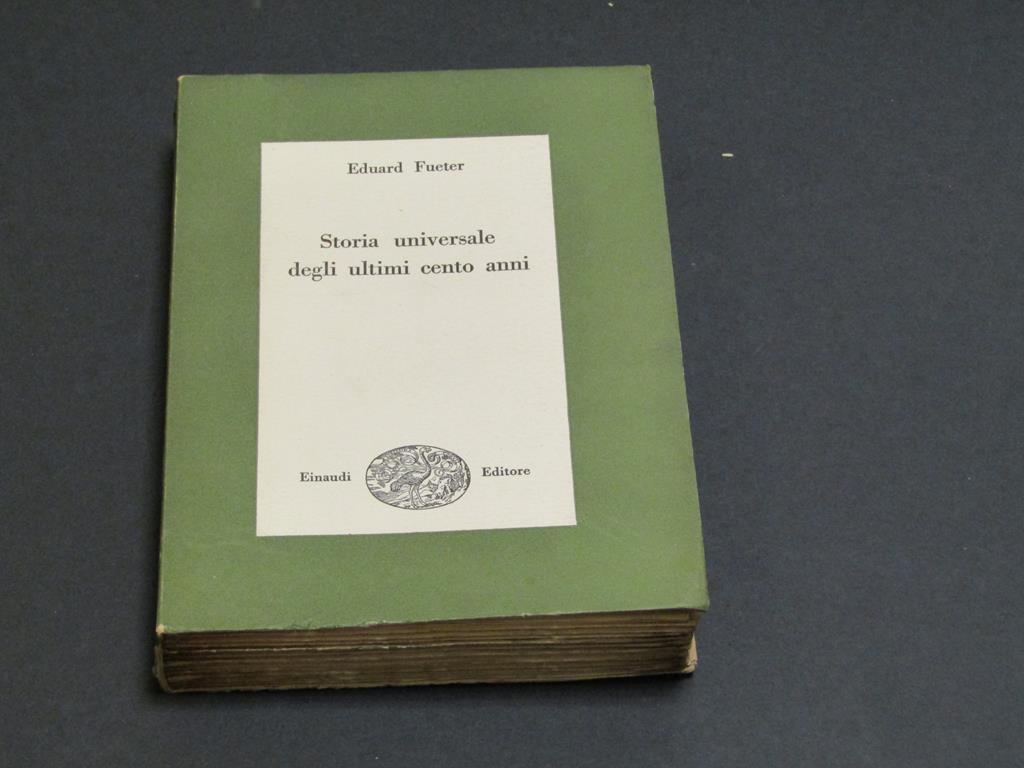 Eduard Fueter
Storia universale
degli ultimi cento anni
Einaudi Editore